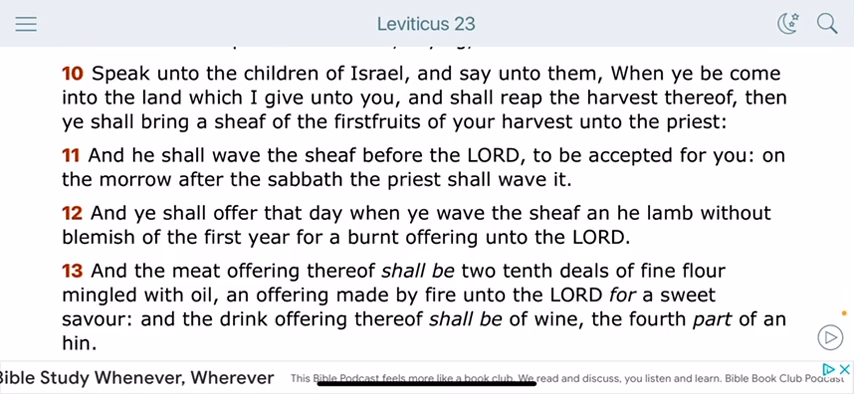 Leviticus 23
10 Speak unto the children of Israel, and say unto them, When ye be come
into the land which I give unto you, and shall reap the harvest thereof, then
ye shall bring a sheaf of the firstfruits of your harvest unto the priest:
11 And he shall wave the sheaf before the LORD, to be accepted for you: on
the morrow after the sabbath the priest shall wave it.
12 And ye shall offer that day when ye wave the sheaf an he lamb without
blemish of the first year for a burnt offering unto the LORD.
13 And the meat offering thereof shall be two tenth deals of fine flour
mingled with oil, an offering made by fire unto the LORD for a sweet
savour: and the drink offering thereof shall be of wine, the fourth part of an
hin.
Bible Study Whenever, Wherever
This Bible Podcast feels more like a book club. We read and discuss, you listen and learn. Bible Book Club Podcast